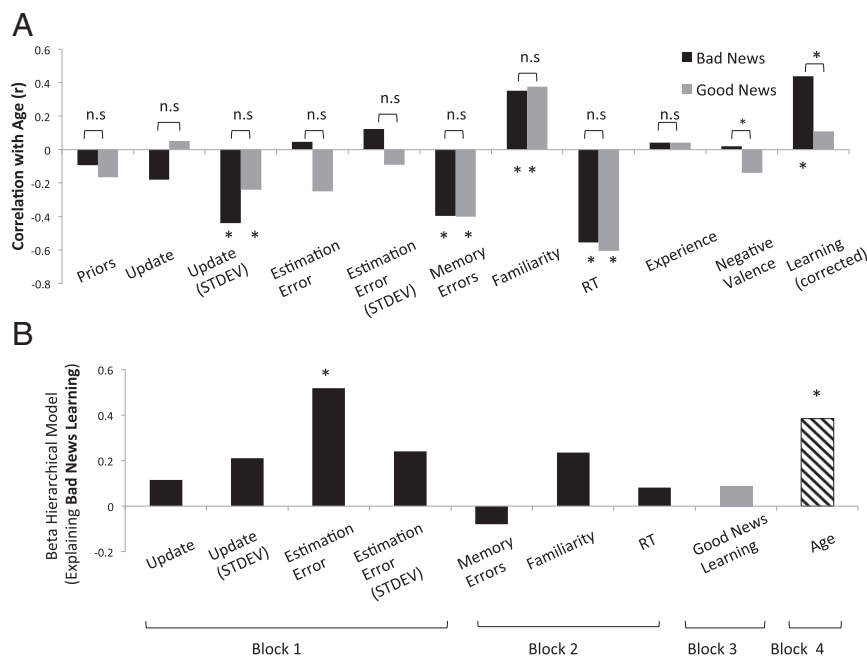 A
0.6
0.4
0.2
0
-0.2
-0.4
-0.6
-0.8
Correlation with Age (r)
Bad News
Good News
n.s
n.s
n.s
n.s
n.s
n.s
n.s
n.s
n.s
*
*
* *
* *
* *
* *
*
Priors
Update
Update
(STDEV)
Estimation
Error
Estimation
Error
(STDEV)
Memory
Errors
Familiarity
RT
Experience
Negative
Valence
Learning
(corrected)
B
0.6
0.4
0.2
0
-0.2
Beta Hierarchical Model
(Explaining Bad News Learning)
*
*
Update
Update
(STDEV)
Estimation
Error
Estimation
Error
(STDEV)
Memory
Errors
Familiarity
RT
Good News
Learning
Age
Block 1
Block 2
Block 3
Block 4